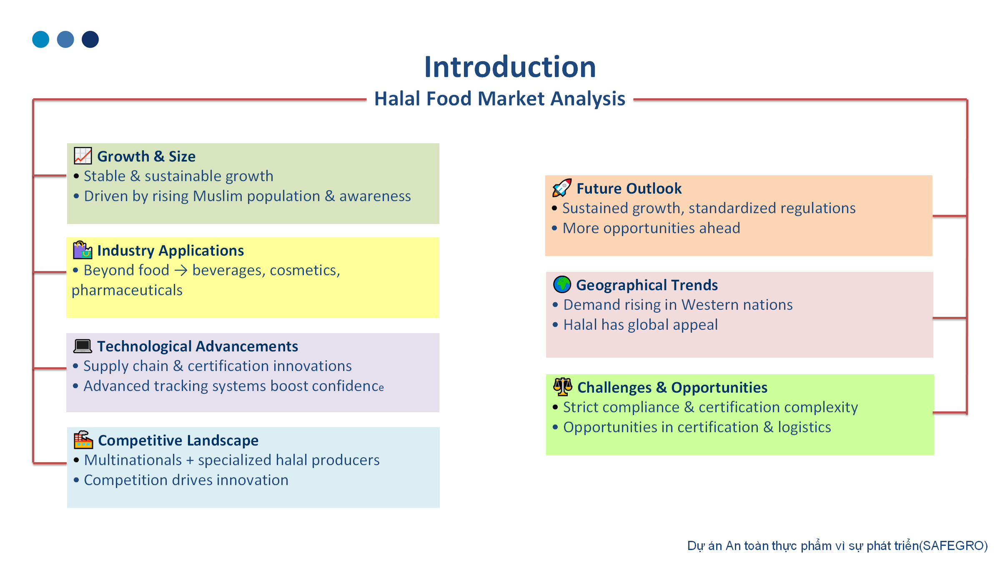 Introduction
Halal Food Market Analysis
📈 Growth & Size
• Stable & sustainable growth
• Driven by rising Muslim population & awareness
🛍️ Industry Applications
• Beyond food → beverages, cosmetics,
pharmaceuticals
💻 Technological Advancements
• Supply chain & certification innovations
• Advanced tracking systems boost confidence
🏭 Competitive Landscape
• Multinationals + specialized halal producers
• Competition drives innovation
🚀 Future Outlook
• Sustained growth, standardized regulations
• More opportunities ahead
🌍 Geographical Trends
• Demand rising in Western nations
• Halal has global appeal
⚖️ Challenges & Opportunities
• Strict compliance & certification complexity
• Opportunities in certification & logistics
Dự án An toàn thực phẩm vì sự phát triển(SAFEGRO)